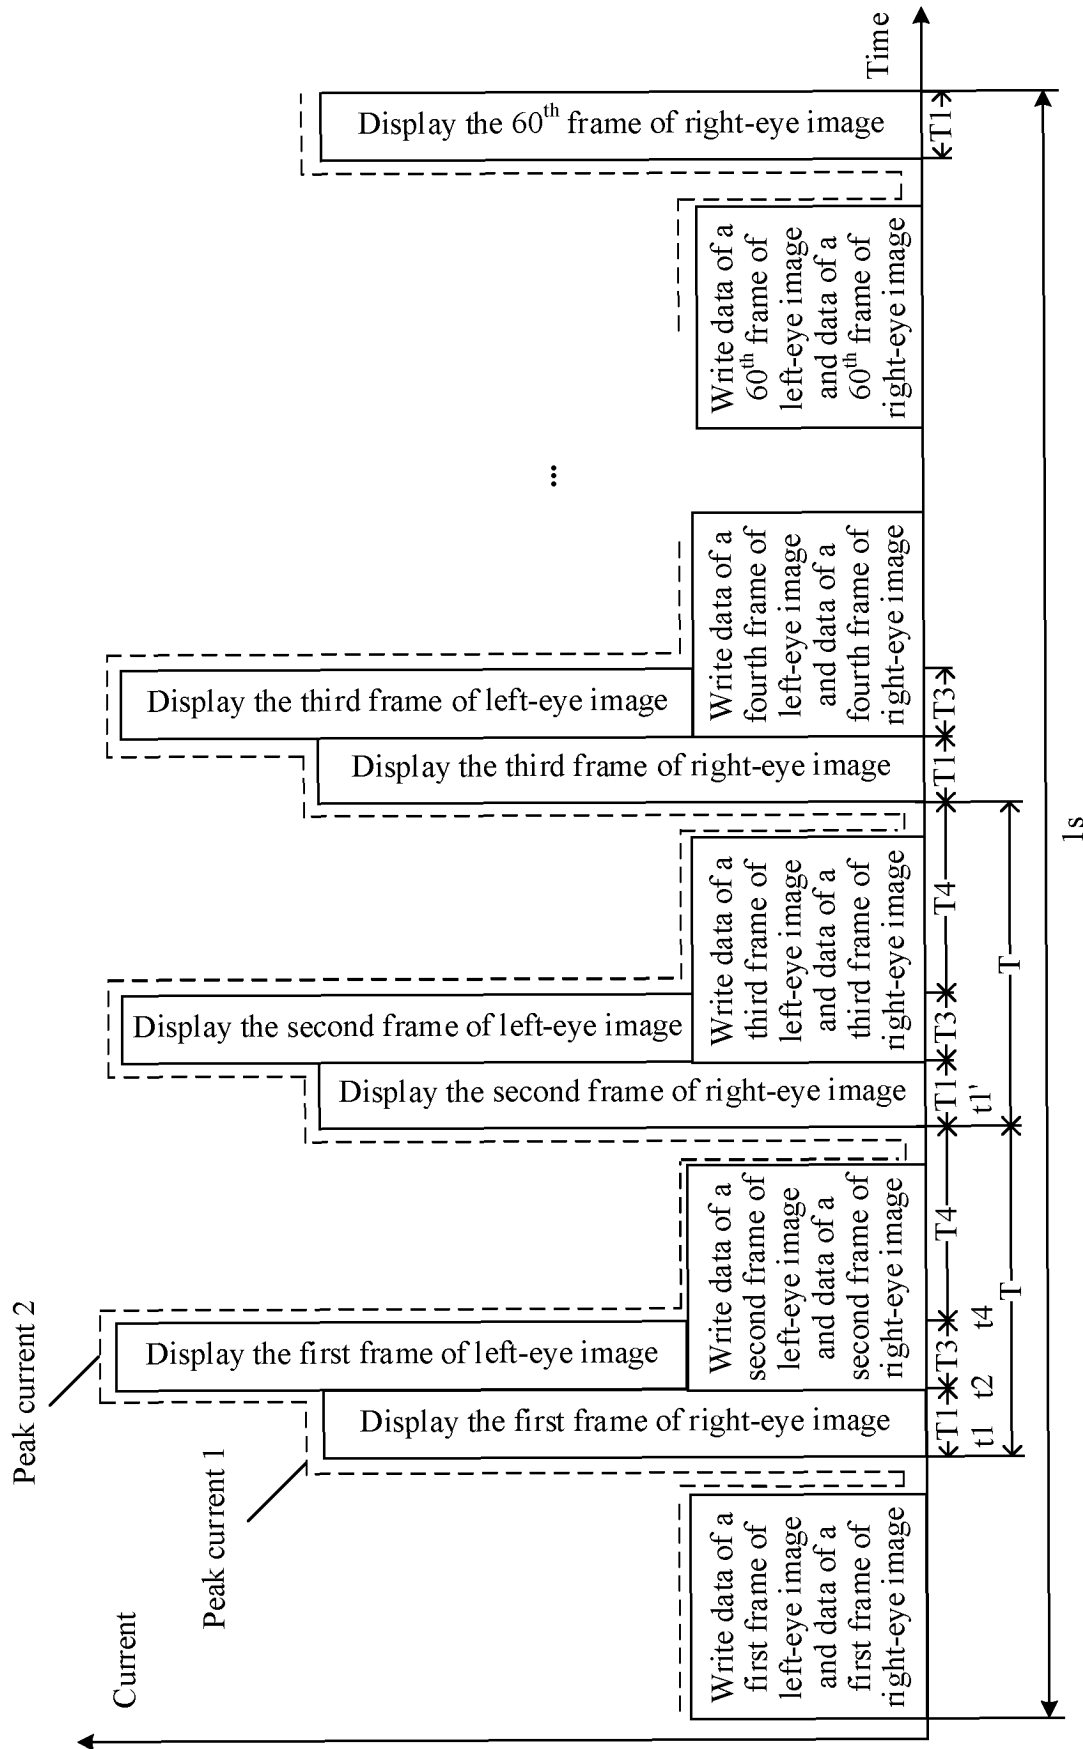 Current
Peak current 1
Peak current 2
Write data of a
first frame of
left-eye image
and data of a
first frame of
right-eye image
Display the first frame of right-eye image
Display the first frame of left-eye image
Write data of a
second frame of
left-eye image
and data of a
second frame of
right-eye image
Display the second frame of right-eye image
Display the second frame of left-eye image
Write data of a
third frame of
left-eye image
and data of a
third frame of
right-eye image
Display the third frame of right-eye image
Display the third frame of left-eye image
Write data of a
fourth frame of
left-eye image
and data of a
fourth frame of
right-eye image
...
Write data of a
60th frame of
left-eye image
and data of a
60th frame of
right-eye image
Display the 60th frame of right-eye image
Time
T1
T3
T4
T1
T3
T4
T1
T3
T1
t1
t2
t4
t1'
T
T
1s